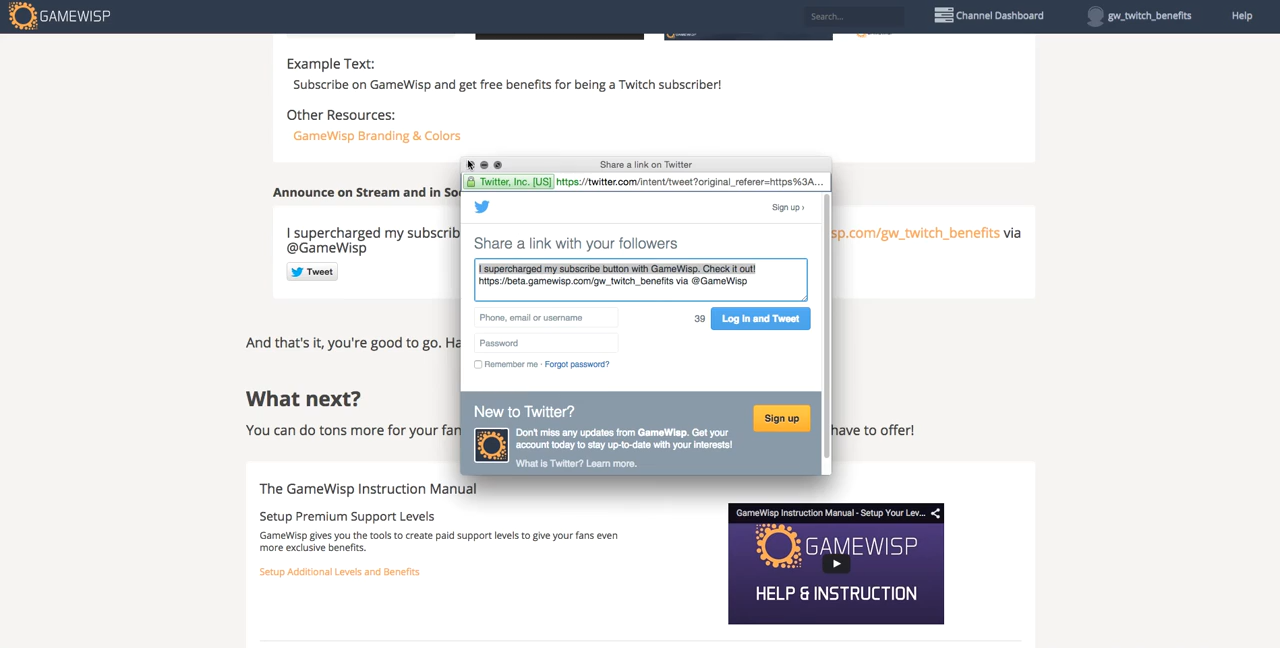 GAMEWISP
Search...
Channel Dashboard
gw_twitch_benefits
Help
Example Text:
Subscribe on GameWisp and get free benefits for being a Twitch subscriber!
Other Resources:
GameWisp Branding & Colors
Announce on Stream and in So
I supercharged my subscrib
sp.com/gw_twitch_benefits via
@GameWisp
Tweet
Share a link on Twitter
Twitter, Inc. [US] https://twitter.com/intent/tweet?original_referer=https%3A...
Sign up ›
Share a link with your followers
I supercharged my subscribe button with GameWisp. Check it out!
https://beta.gamewisp.com/gw_twitch_benefits via @GameWisp
Phone, email or username
39
Log in and Tweet
Password
Remember me · Forgot password?
New to Twitter?
Sign up
Don't miss any updates from GameWisp. Get your
account today to stay up-to-date with your interests!
What is Twitter? Learn more.
And that's it, you're good to go. Ha
What next?
You can do tons more for your fan
have to offer!
The GameWisp Instruction Manual
Setup Premium Support Levels
GameWisp gives you the tools to create paid support levels to give your fans even
more exclusive benefits.
Setup Additional Levels and Benefits
GameWisp Instruction Manual - Setup Your Lev...
GAMEWISP
HELP & INSTRUCTION